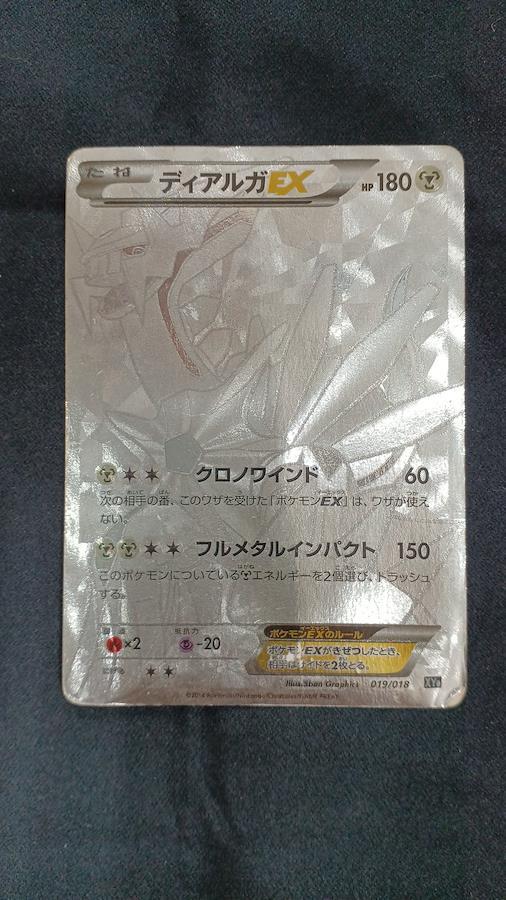 たね
ディアルガEX
HP 180
クロノワインド 60
次の相手の番、このワザを受けた「ポケモンEX」は、ワザが使え
ない。
フルメタルインパクト 150
このポケモンについているエネルギーを2個選び、トラッシュ
する。
抵抗力
×2 -20
ポケモンEXのルール
ポケモンEXがきぜつしたとき、
相手はサイドを2枚とる。
Illus. 5ban Graphics 019/018 XY